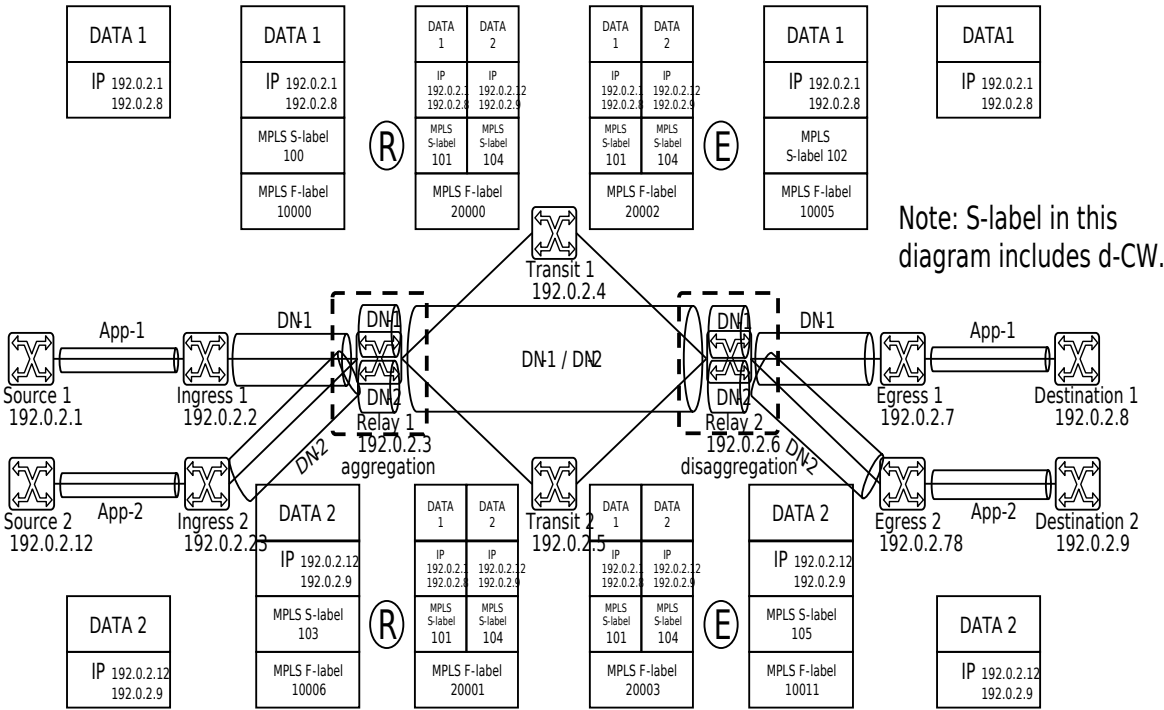 DATA 1
IP 192.0.2.1
192.0.2.8
DATA 1
IP 192.0.2.1
192.0.2.8
MPLS S-label
100
MPLS F-label
10000
R
DATA
1
DATA
2
IP
192.0.2.1
192.0.2.8
IP
192.0.2.12
192.0.2.9
MPLS
S-label
101
MPLS
S-label
104
MPLS F-label
20000
DATA
1
DATA
2
IP
192.0.2.1
192.0.2.8
IP
192.0.2.12
192.0.2.9
MPLS
S-label
101
MPLS
S-label
104
MPLS F-label
20002
E
DATA 1
IP 192.0.2.1
192.0.2.8
MPLS
S-label 102
MPLS F-label
10005
DATA1
IP 192.0.2.1
192.0.2.8
Note: S-label in this
diagram includes d-CW.
Transit 1
192.0.2.4
App-1
DN-1
DN-1
DN-1 / DN-2
DN-1
DN-1
App-1
Source 1
192.0.2.1
Ingress 1
192.0.2.2
DN-2
DN-2
Relay 1
192.0.2.3
aggregation
DN-2
Relay 2
192.0.2.6
disaggregation
DN-2
Egress 1
192.0.2.7
Destination 1
192.0.2.8
App-2
Source 2
192.0.2.12
Ingress 2
192.0.2.23
Transit 2
192.0.2.5
Egress 2
192.0.2.78
App-2
Destination 2
192.0.2.9
DATA 2
IP 192.0.2.12
192.0.2.9
DATA 2
IP 192.0.2.12
192.0.2.9
MPLS S-label
103
MPLS F-label
10006
R
DATA
1
DATA
2
IP
192.0.2.1
192.0.2.8
IP
192.0.2.12
192.0.2.9
MPLS
S-label
101
MPLS
S-label
104
MPLS F-label
20001
DATA
1
DATA
2
IP
192.0.2.1
192.0.2.8
IP
192.0.2.12
192.0.2.9
MPLS
S-label
101
MPLS
S-label
104
MPLS F-label
20003
E
DATA 2
IP 192.0.2.12
192.0.2.9
MPLS S-label
105
MPLS F-label
10011
DATA 2
IP 192.0.2.12
192.0.2.9